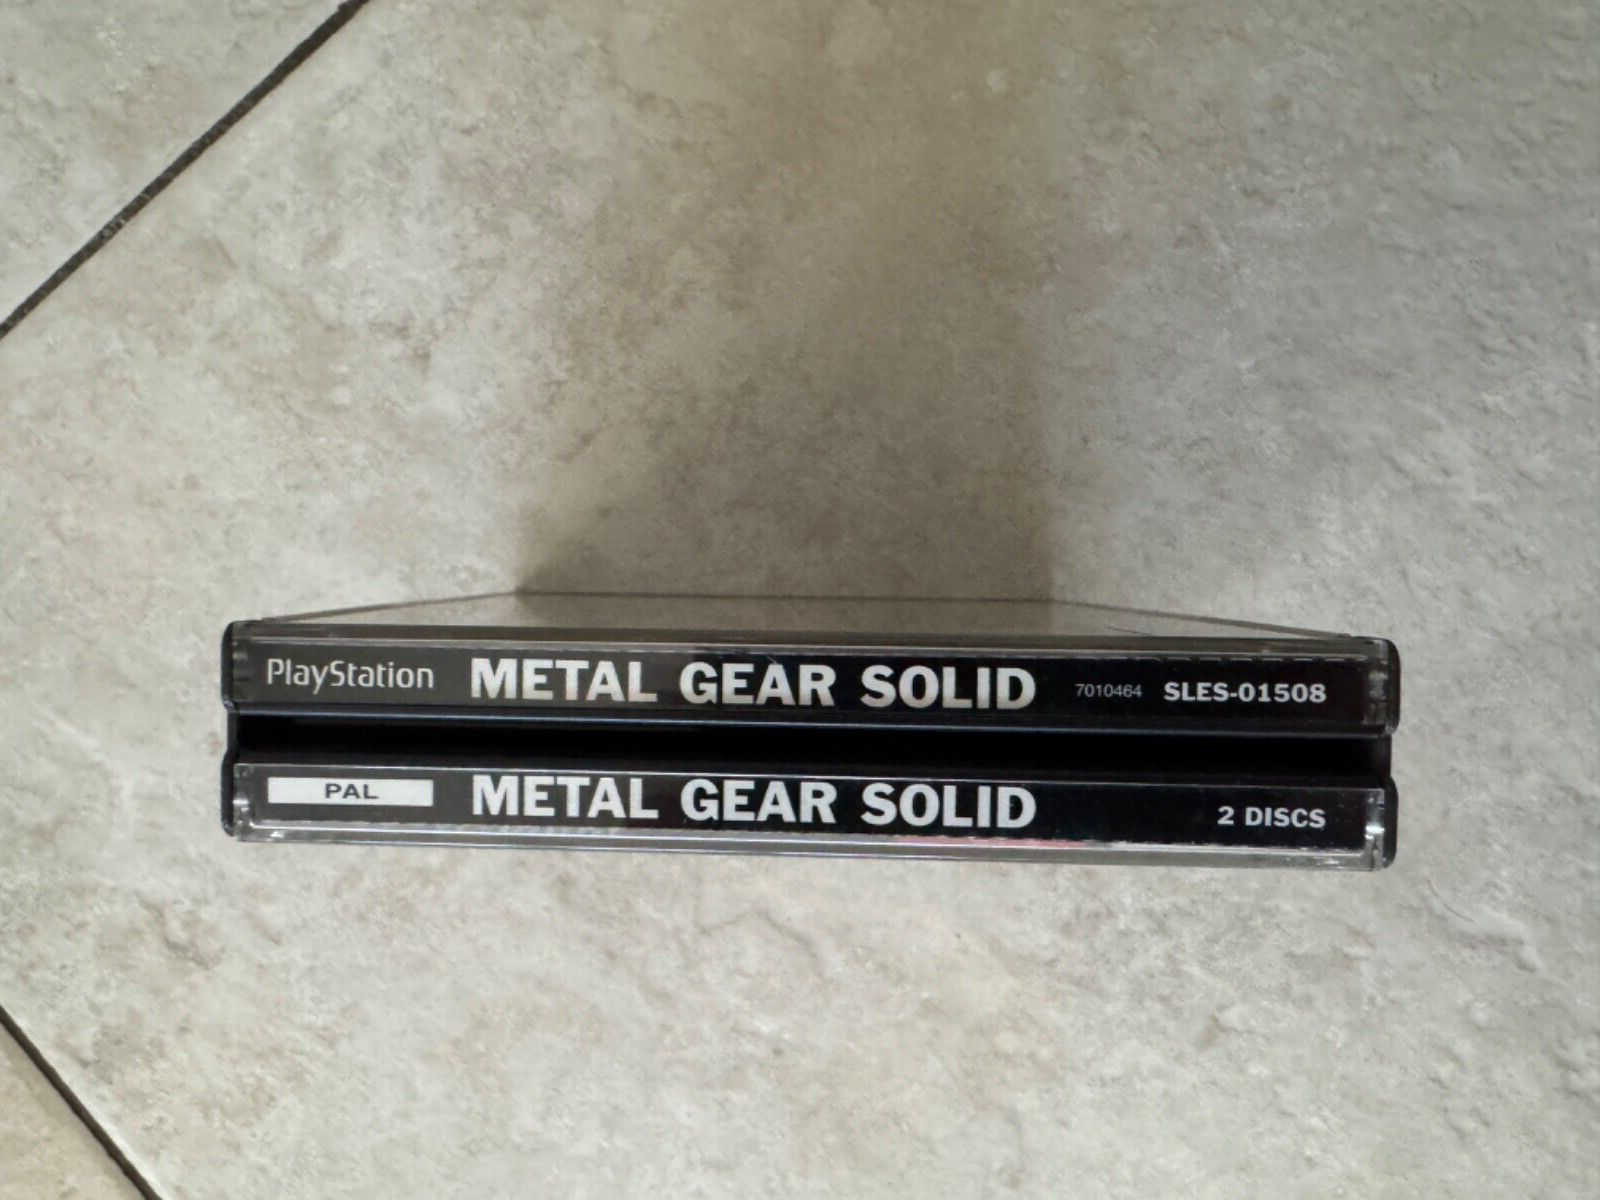 PlayStation METAL GEAR SOLID 7010464 SLES-01508
PAL METAL GEAR SOLID 2 DISCS